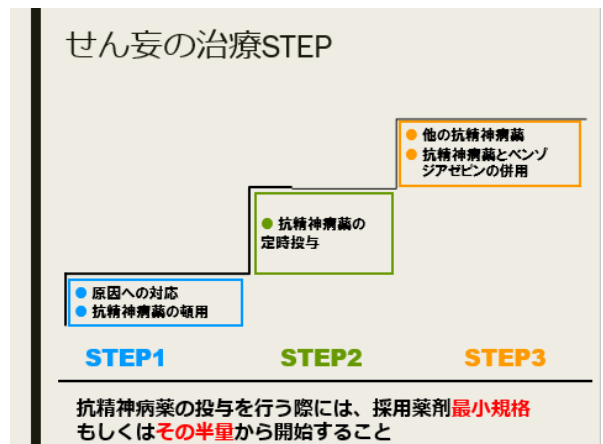 せん妄の治療STEP
● 他の抗精神病薬
● 抗精神病薬とベンゾ
ジアゼピンの併用
● 抗精神病薬の
定時投与
● 原因への対応
● 抗精神病薬の頓用
STEP1
STEP2
STEP3
抗精神病薬の投与を行う際には、採用薬剤最小規格
もしくはその半量から開始すること